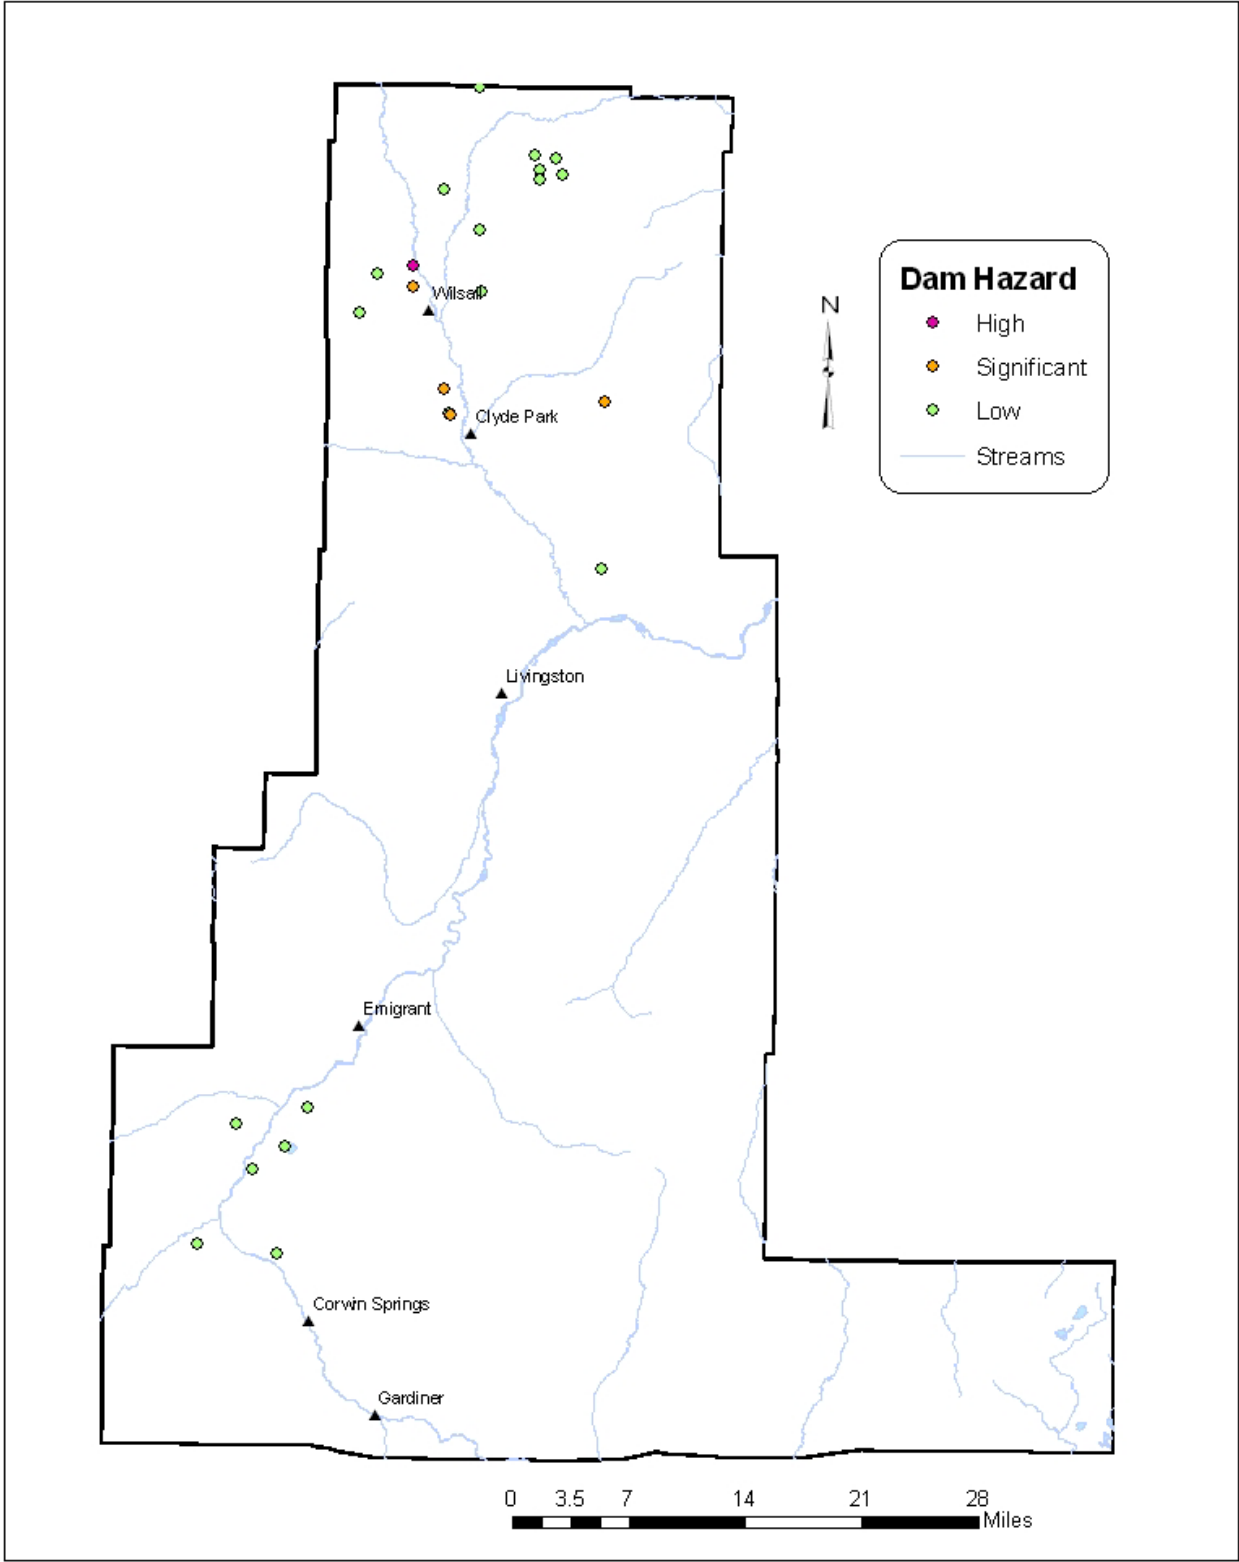 Dam Hazard
N
High
Wilsall
Significant
Low
Clyde Park
Streams
Livingston
Emigrant
Corwin Springs
Gardiner
0 3.5 7 14 21 28
Miles